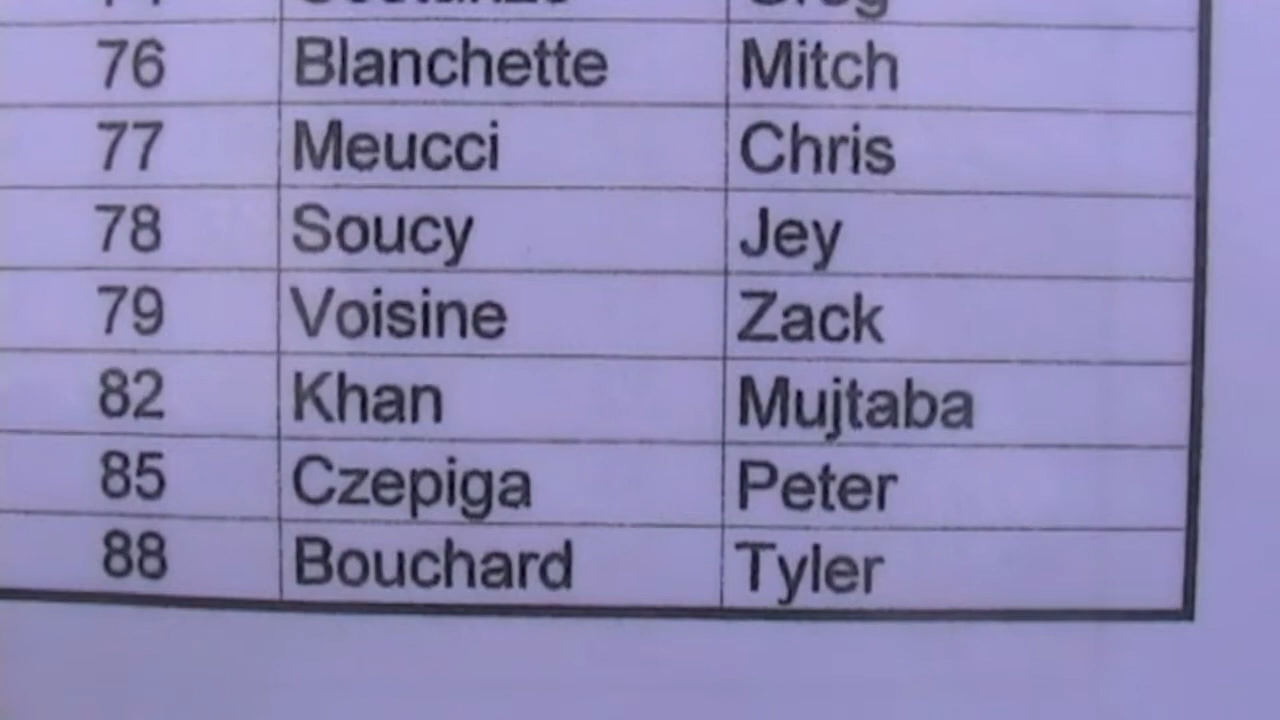 76 Blanchette Mitch
77 Meucci Chris
78 Soucy Jey
79 Voisine Zack
82 Khan Mujtaba
85 Czepiga Peter
88 Bouchard Tyler